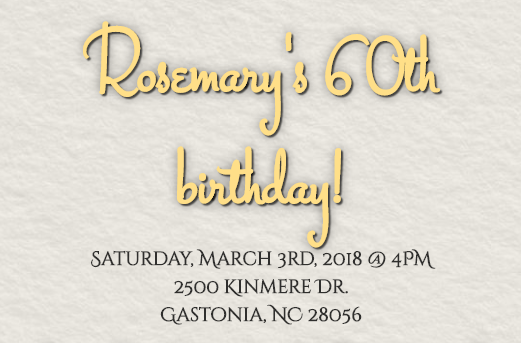 Rosemary's 60th
birthday!
Saturday, March 3rd, 2018 @ 4PM
2500 Kinmere Dr.
Gastonia, NC 28056